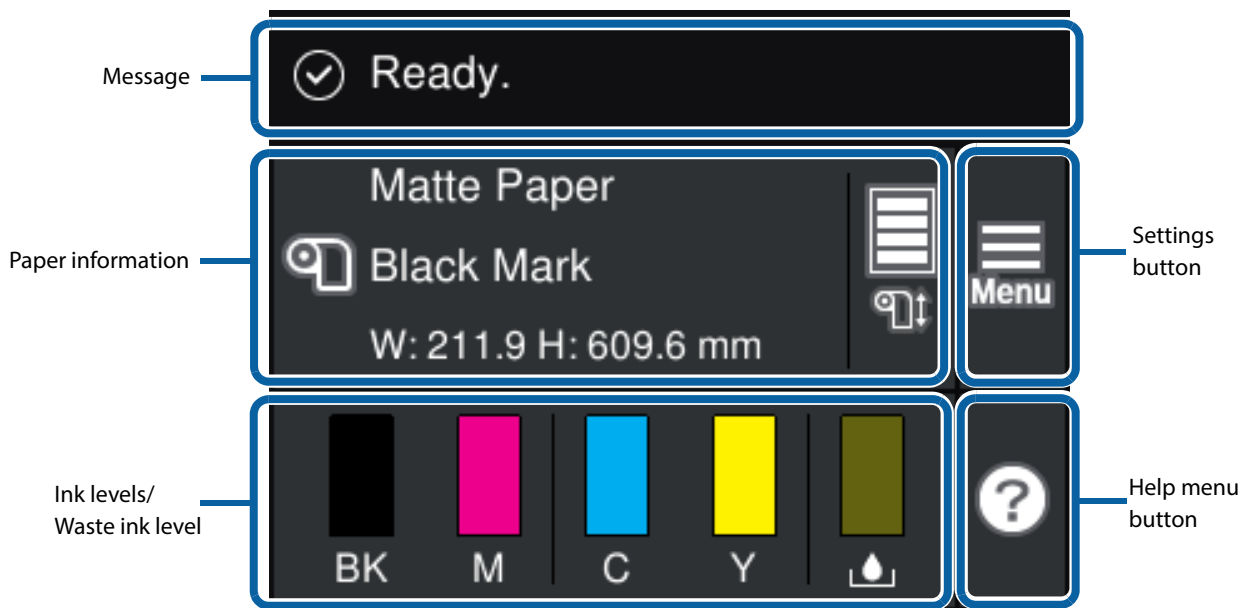 Message
Ready.
Paper information
Matte Paper
Black Mark
W: 211.9 H: 609.6 mm
Menu
Settings
button
Ink levels/
Waste ink level
BK M C Y
?
Help menu
button